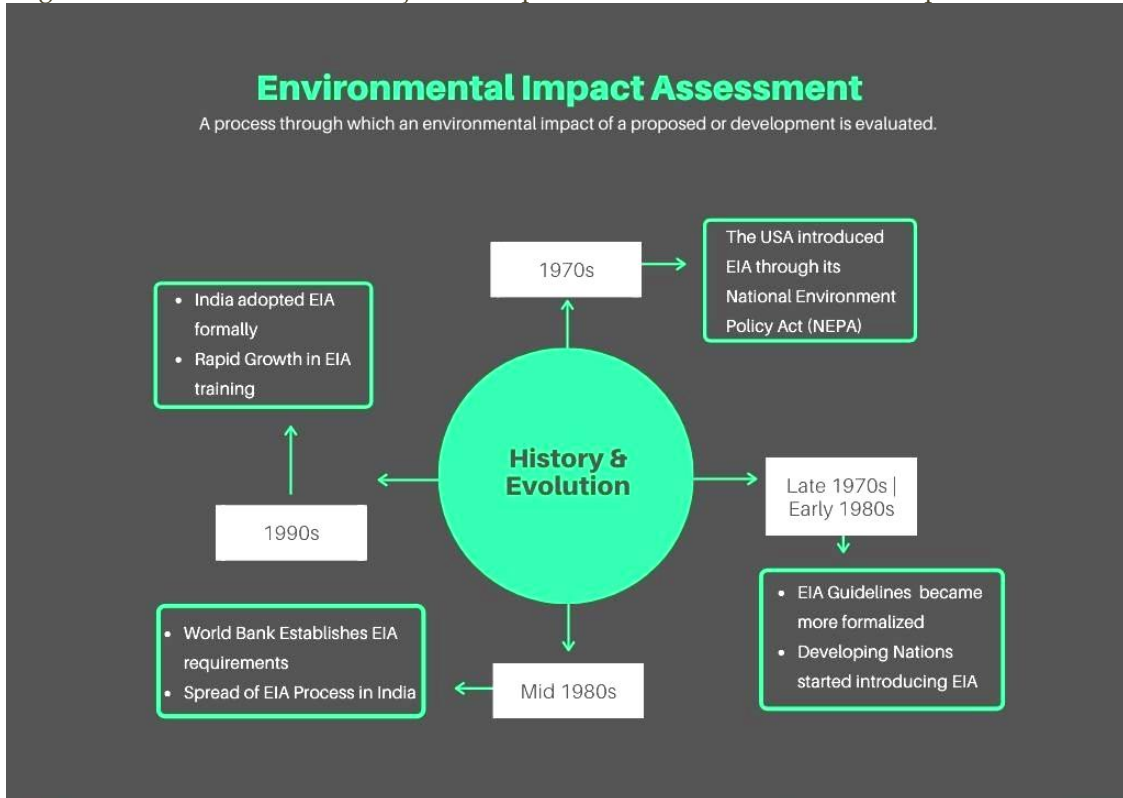 Environmental Impact Assessment
A process through which an environmental impact of a proposed or development is evaluated.
1970s
The USA introduced
EIA through its
National Environment
Policy Act (NEPA)
• India adopted EIA
formally
• Rapid Growth in EIA
training
History &
Evolution
Late 1970s |
Early 1980s
1990s
• EIA Guidelines became
more formalized
• Developing Nations
started introducing EIA
• World Bank Establishes EIA
requirements
• Spread of EIA Process in India
Mid 1980s